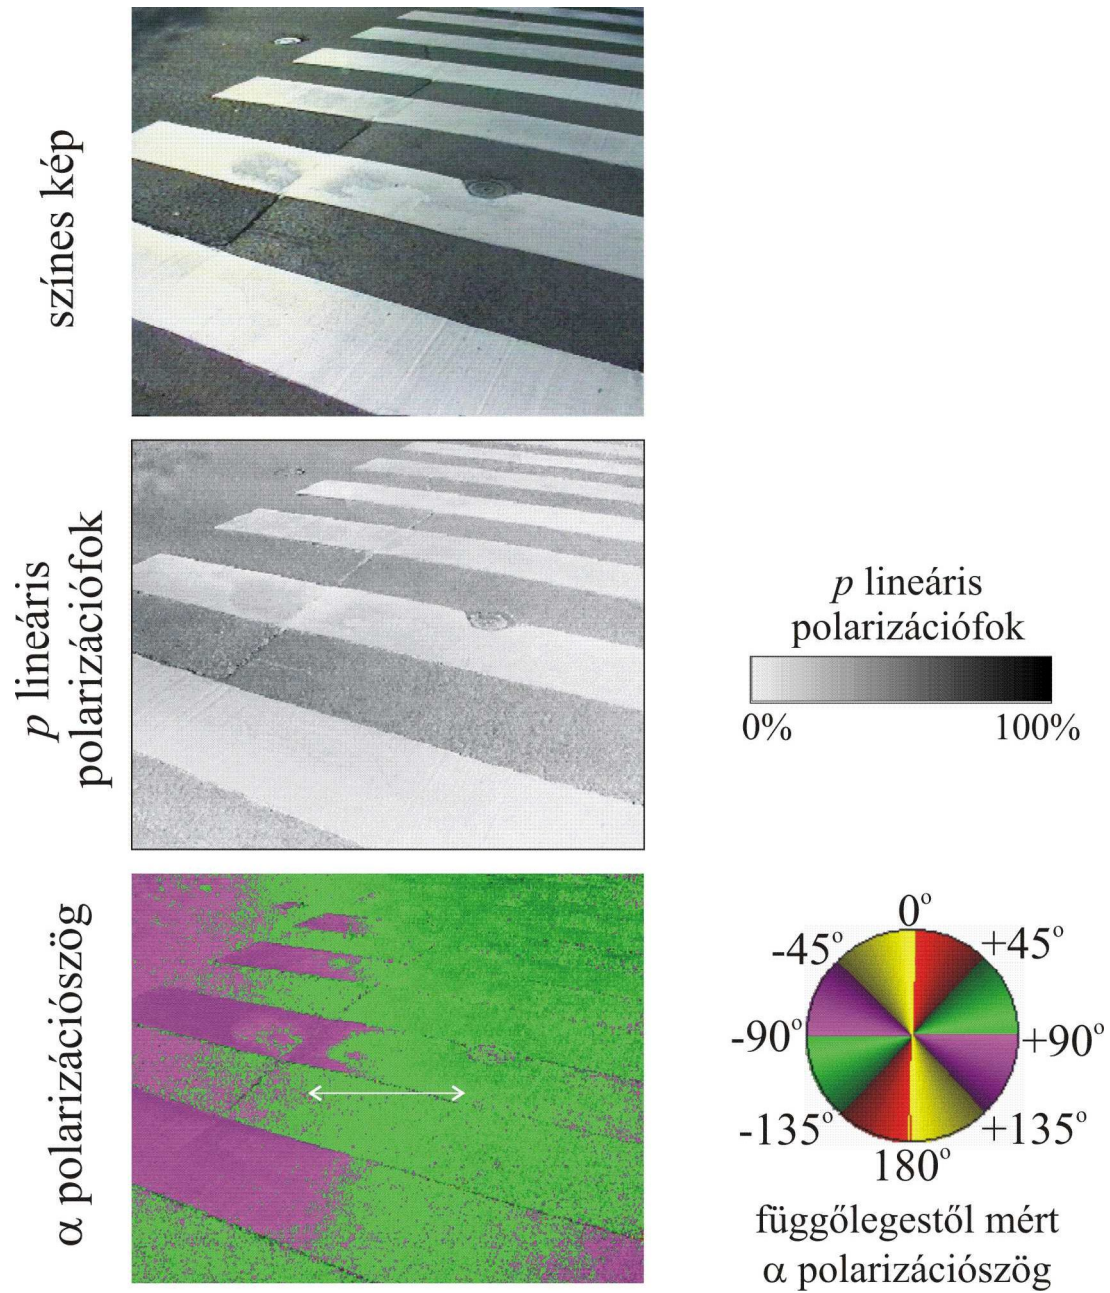 színes kép
p lineáris
polarizációfok
p lineáris
polarizációfok
0%
100%
α polarizációszög
0°
-45°
+45°
-90°
+90°
-135°
+135°
180°
függőlegestől mért
α polarizációszög